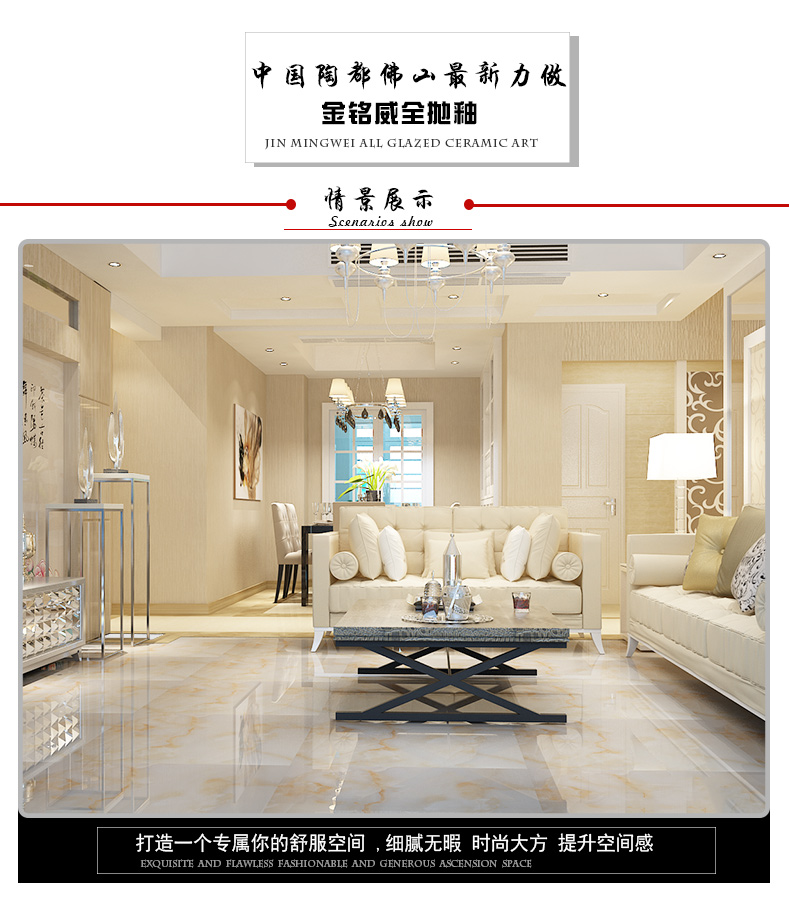 中国陶都佛山最新力做
金铭威全抛釉
JIN MINGWEI ALL GLAZED CERAMIC ART
情景展示
Scenarios show
打造一个专属你的舒服空间 ,细腻无暇 时尚大方 提升空间感
EXQUISITE AND FLAWLESS FASHIONABLE AND GENEROUS ASCENSION SPACE